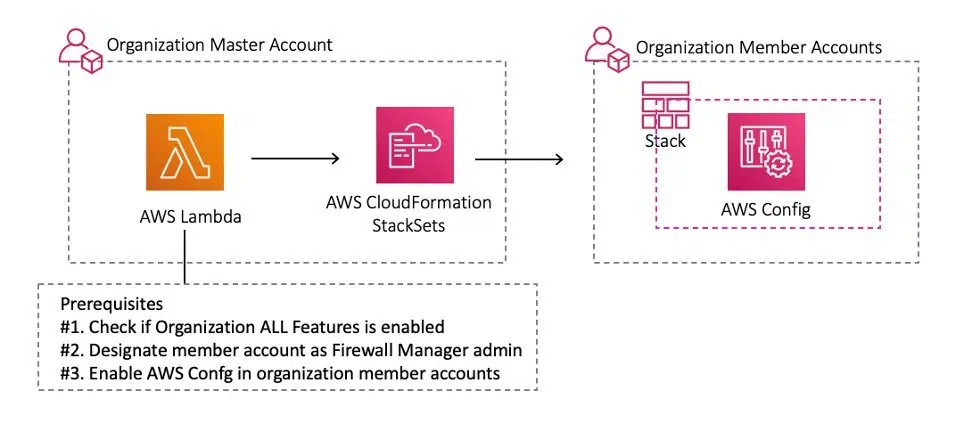 Organization Master Account
Organization Member Accounts
Stack
AWS Lambda
AWS CloudFormation
StackSets
AWS Config
Prerequisites
#1. Check if Organization ALL Features is enabled
#2. Designate member account as Firewall Manager admin
#3. Enable AWS Confg in organization member accounts